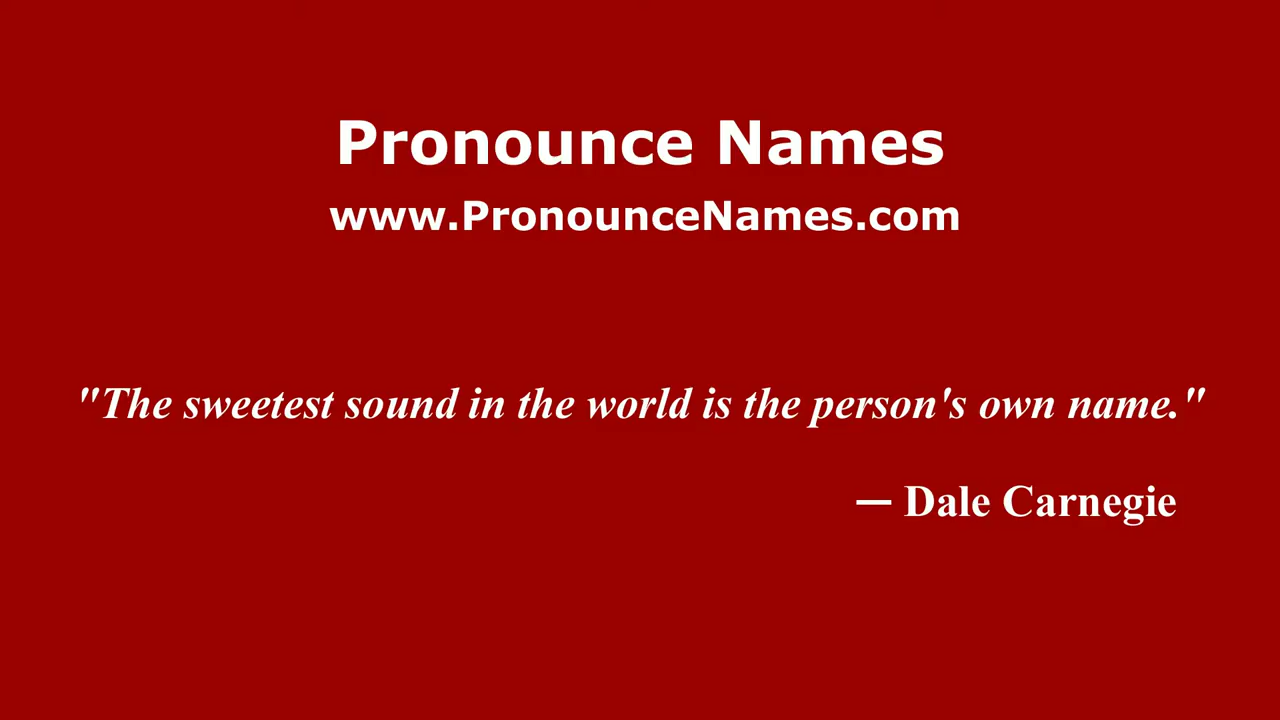 Pronounce Names
www.PronounceNames.com
"The sweetest sound in the world is the person's own name."
— Dale Carnegie